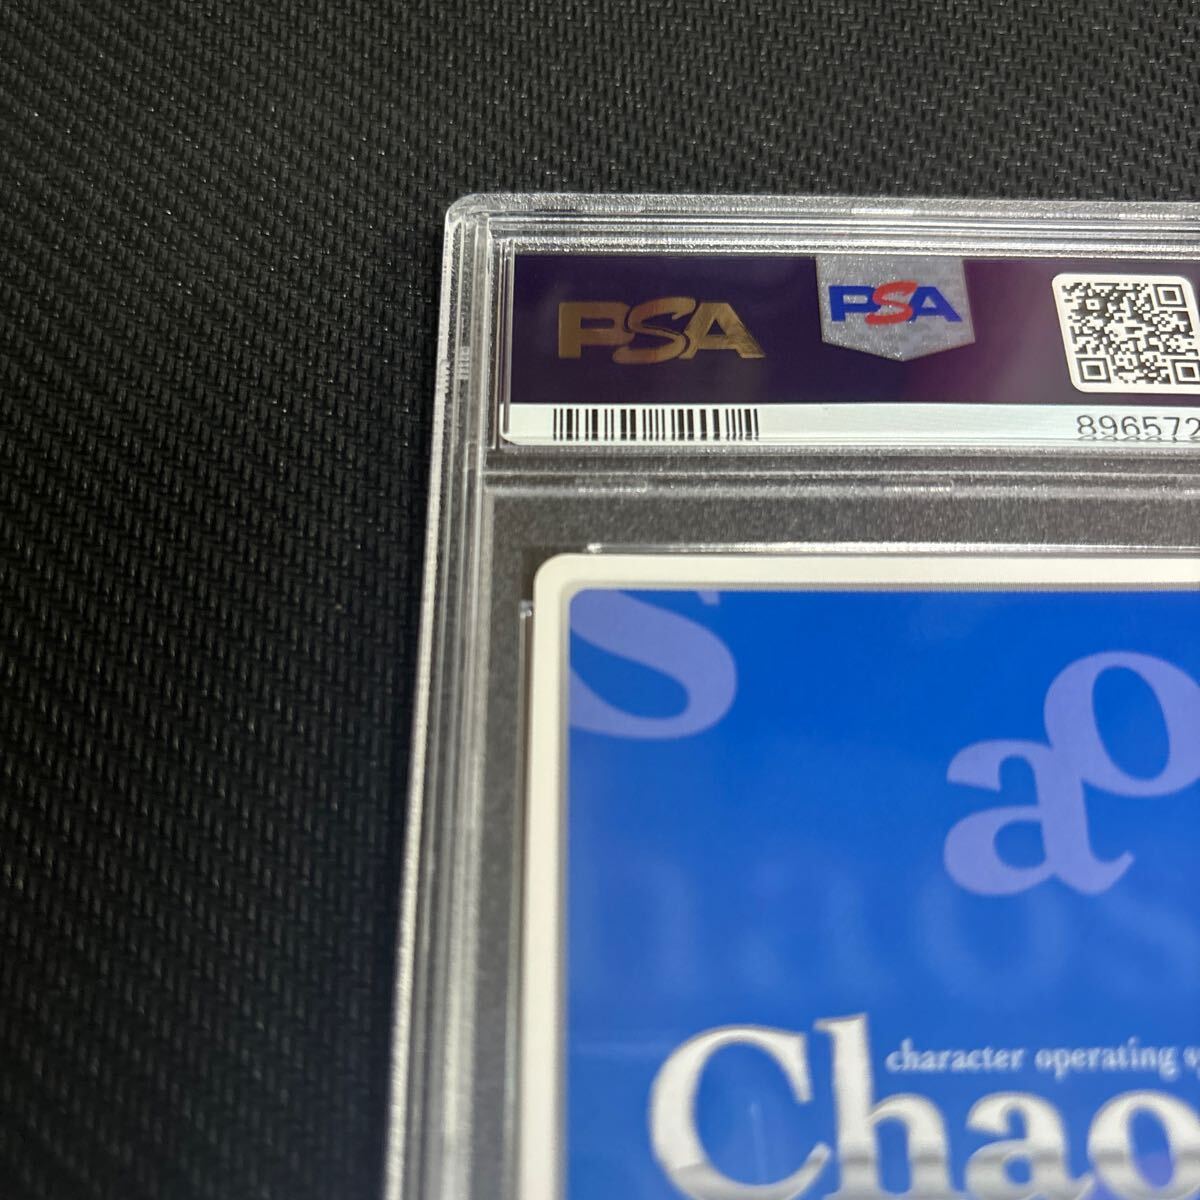 PSA
PSA
896572
s
a o
character operating
Chao